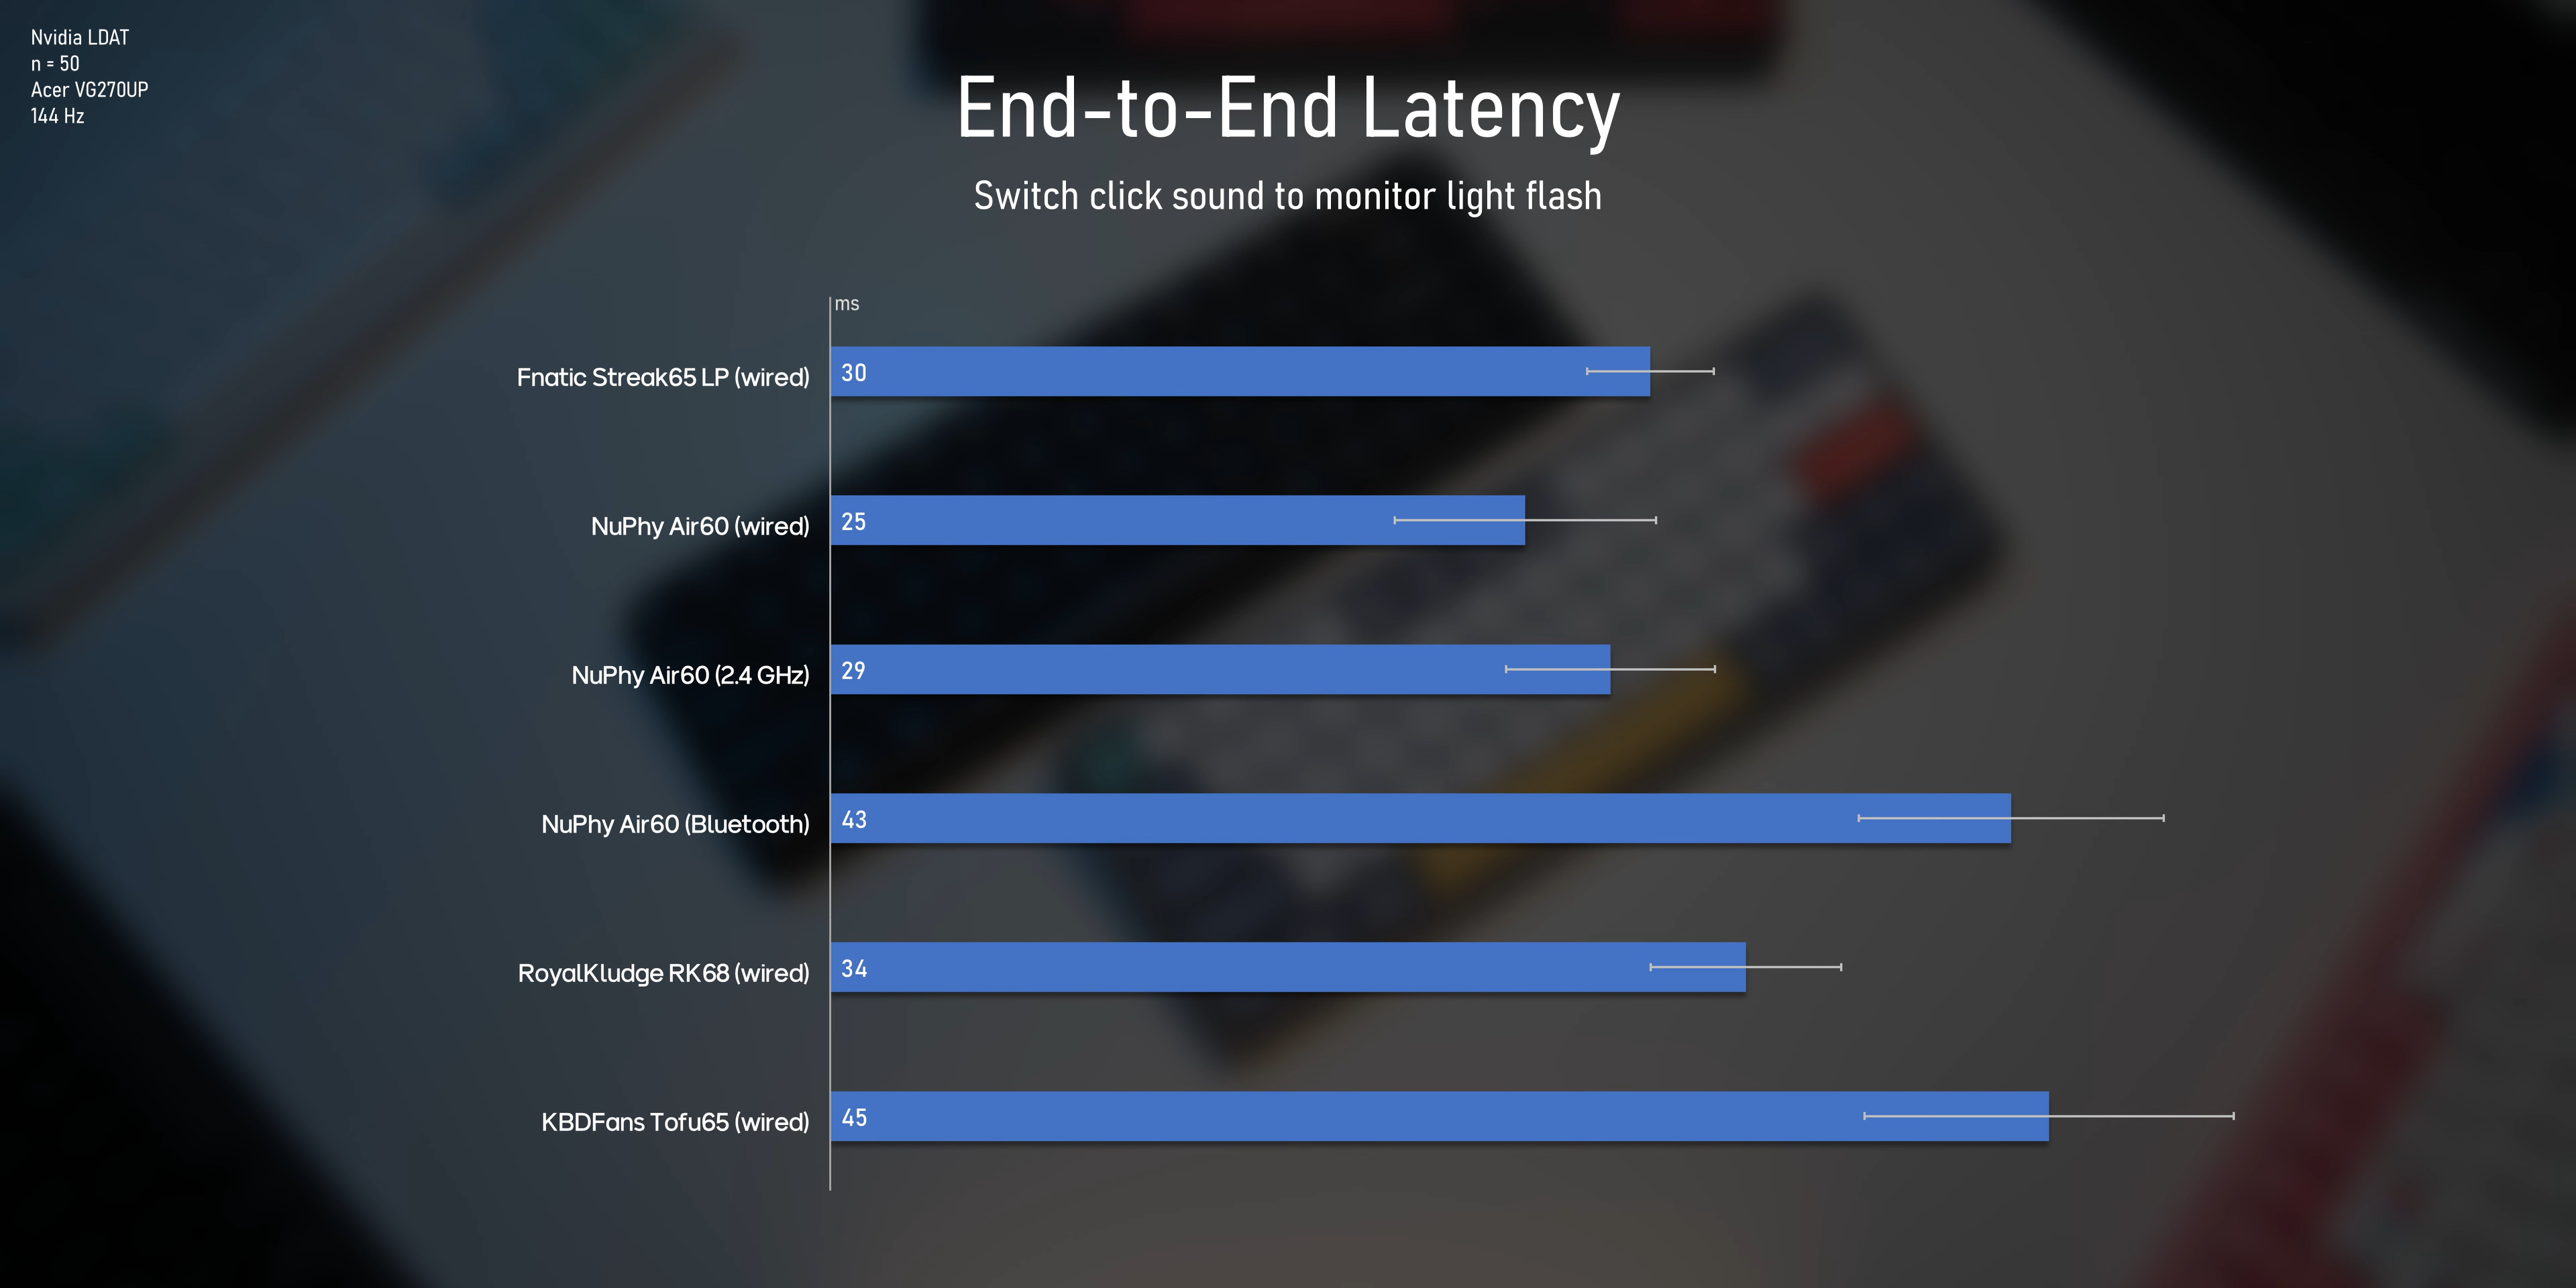 Nvidia LDAT
n = 50
Acer VG270UP
144 Hz
End-to-End Latency
Switch click sound to monitor light flash
ms
Fnatic Streak65 LP (wired) 30
NuPhy Air60 (wired) 25
NuPhy Air60 (2.4 GHz) 29
NuPhy Air60 (Bluetooth) 43
RoyalKludge RK68 (wired) 34
KBDFans Tofu65 (wired) 45